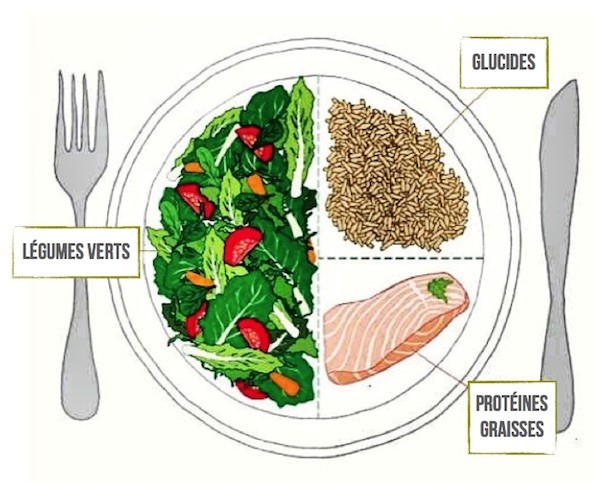 GLUCIDES
LÉGUMES VERTS
PROTÉINES
GRAISSES